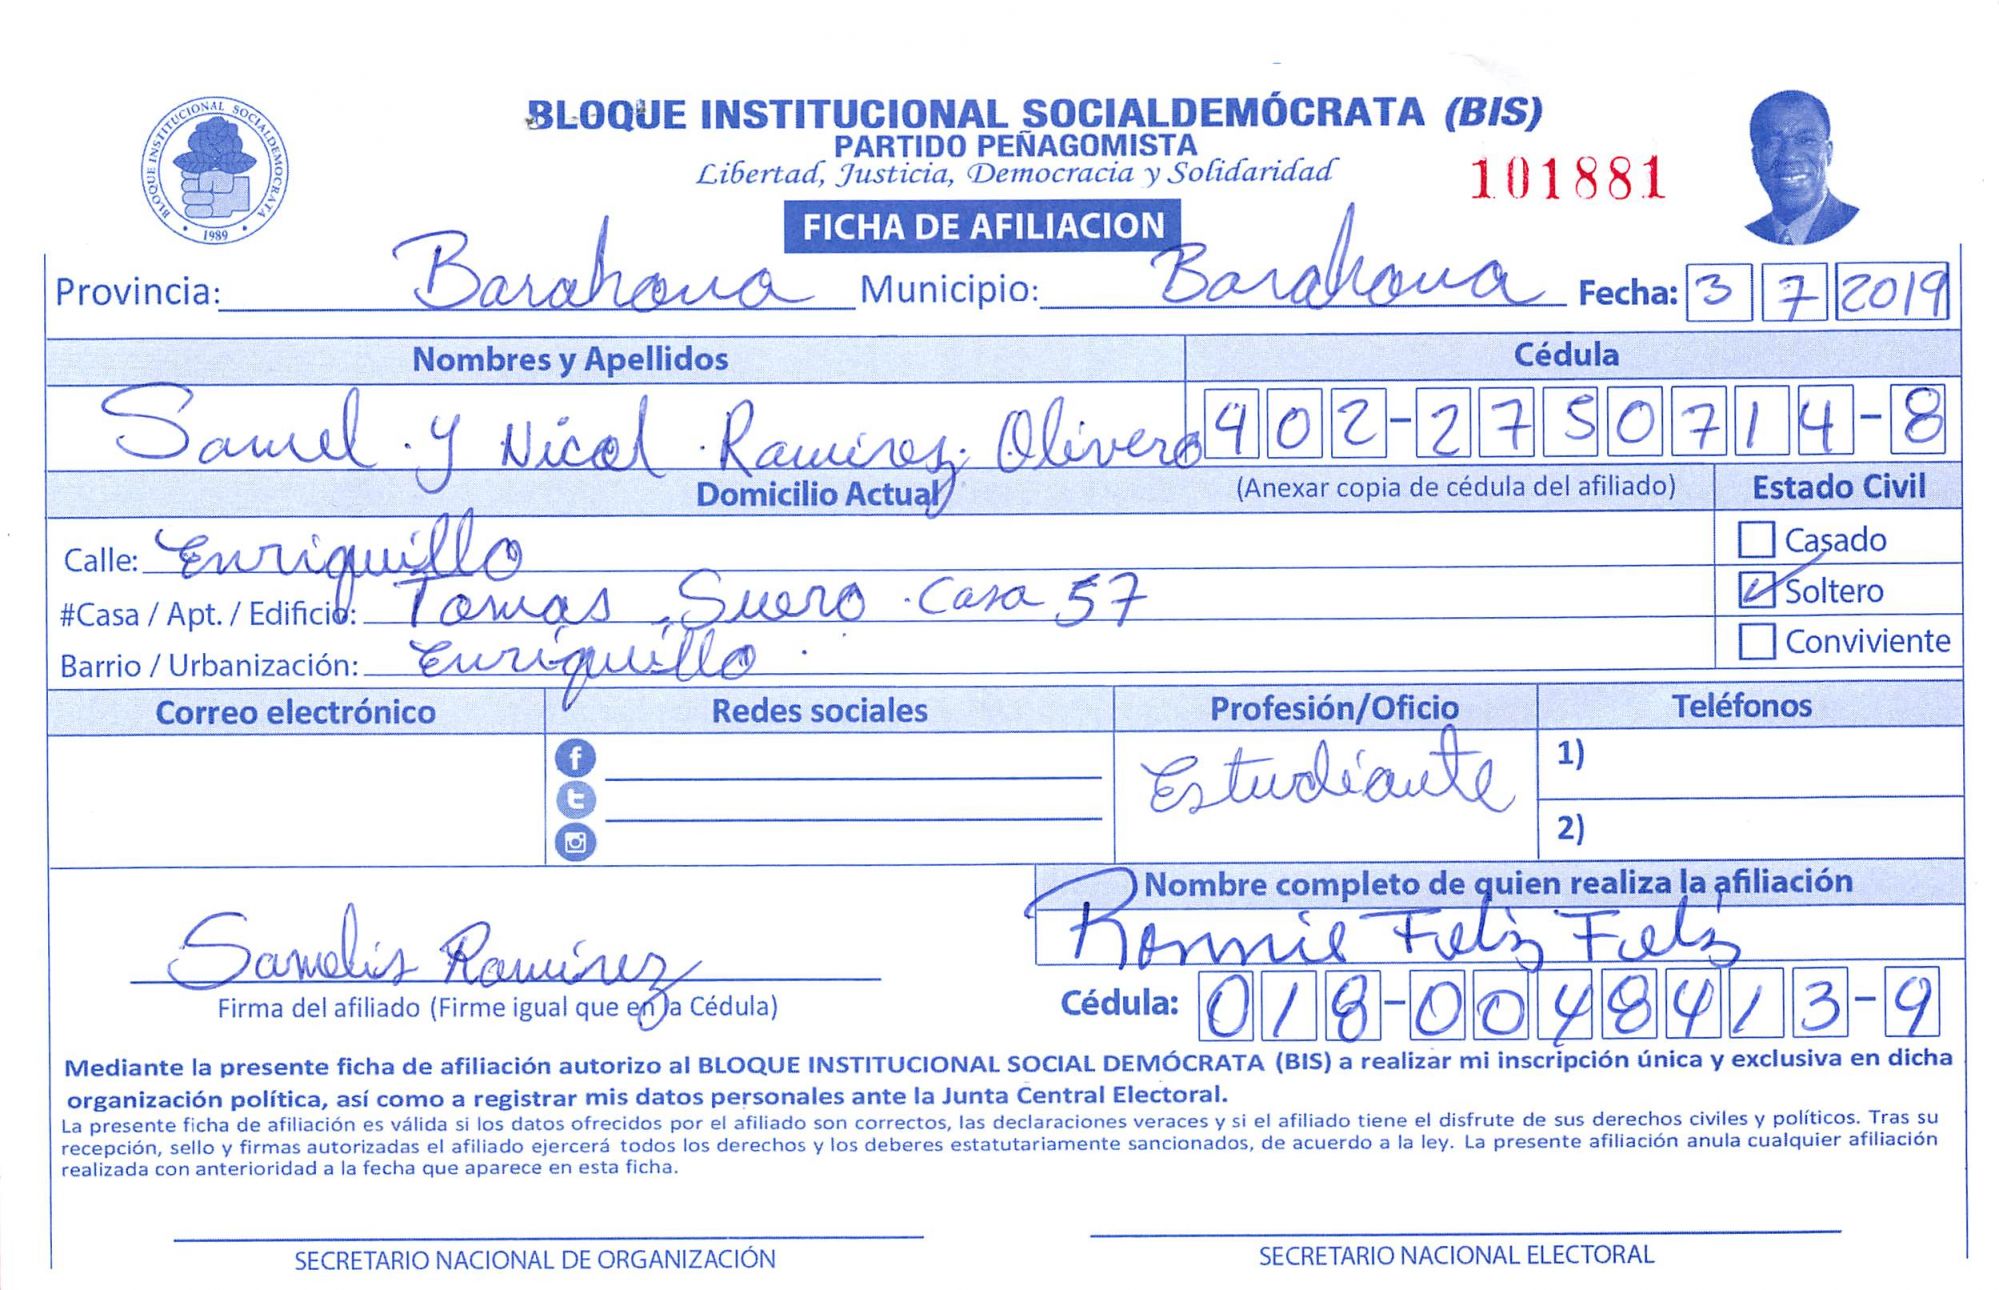 BLOQUE INSTITUCIONAL SOCIALDEMOCRATA
1989
BLOQUE INSTITUCIONAL SOCIALDEMÓCRATA (BIS)
PARTIDO PEÑAGOMISTA
Libertad, Justicia, Democracia y Solidaridad
101881
FICHA DE AFILIACION
Provincia: Barahona Municipio: Barahona Fecha: 3 7 2019
Nombres y Apellidos Cédula
Samel Y Nicol Ramirez Olivero 402-2750714-8
Domicilio Actual (Anexar copia de cédula del afiliado) Estado Civil
Calle: Enriquillo Casado
#Casa / Apt. / Edificio: Tomas Suero Casa 57 Soltero
Barrio / Urbanización: Enriquillo Conviviente
Correo electrónico Redes sociales Profesión/Oficio Teléfonos
Estudiante 1)
2)
Nombre completo de quien realiza la afiliación
Ronnie Feliz Feliz
Samelis Ramirez
Firma del afiliado (Firme igual que en la Cédula) Cédula: 018-0048413-9
Mediante la presente ficha de afiliación autorizo al BLOQUE INSTITUCIONAL SOCIAL DEMÓCRATA (BIS) a realizar mi inscripción única y exclusiva en dicha
organización política, así como a registrar mis datos personales ante la Junta Central Electoral.
La presente ficha de afiliación es válida si los datos ofrecidos por el afiliado son correctos, las declaraciones veraces y si el afiliado tiene el disfrute de sus derechos civiles y políticos. Tras su
recepción, sello y firmas autorizadas el afiliado ejercerá todos los derechos y los deberes estatutariamente sancionados, de acuerdo a la ley. La presente afiliación anula cualquier afiliación
realizada con anterioridad a la fecha que aparece en esta ficha.
SECRETARIO NACIONAL DE ORGANIZACIÓN SECRETARIO NACIONAL ELECTORAL